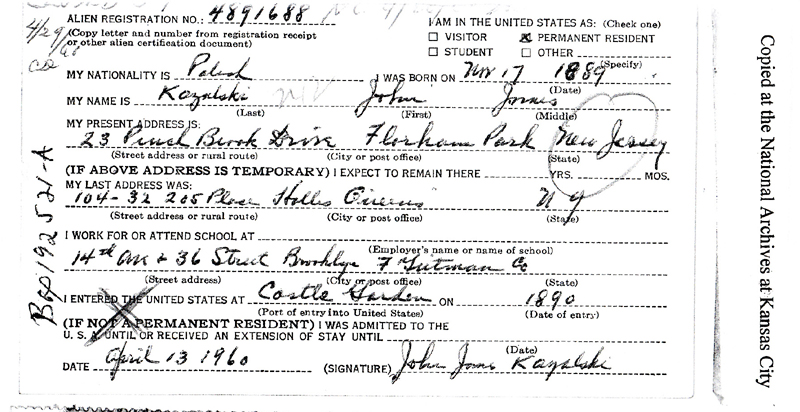 ALIEN REGISTRATION NO.: 4891688
(Copy letter and number from registration receipt
or other alien certification document)
I AM IN THE UNITED STATES AS: (Check one)
☐ VISITOR ☒ PERMANENT RESIDENT
☐ STUDENT ☐ OTHER
(Specify)
MY NATIONALITY IS Polish I WAS BORN ON Nov 17 1889
(Date)
MY NAME IS Kozalski John James
(Last) (First) (Middle)
MY PRESENT ADDRESS IS:
23 Brook Drive Florham Park New Jersey
(Street address or rural route) (City or post office) (State)
(IF ABOVE ADDRESS IS TEMPORARY) I EXPECT TO REMAIN THERE YRS. MOS.
MY LAST ADDRESS WAS:
104-32 205 Place Hollis Queens N Y
(Street address or rural route) (City or post office) (State)
I WORK FOR OR ATTEND SCHOOL AT
(Employer's name or name of school)
14th Ave & 36 Street Brooklyn F Gutman Co
(Street address) (City or post office) (State)
I ENTERED THE UNITED STATES AT Castle Garden ON 1890
(Port of entry into United States) (Date of entry)
(IF NOT A PERMANENT RESIDENT) I WAS ADMITTED TO THE
U. S. UNTIL OR RECEIVED AN EXTENSION OF STAY UNTIL
(Date)
DATE April 13 1960 (SIGNATURE) John James Kozalski
Copied at the National Archives at Kansas City